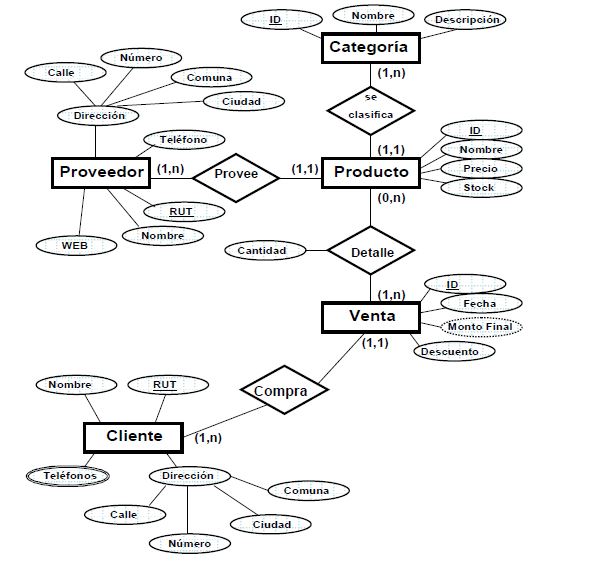 ID
Nombre
Descripción
Categoría
(1,n)
Calle
Número
Comuna
Ciudad
Dirección
se
clasifica
Teléfono
(1,1)
ID
Nombre
Precio
Stock
Proveedor
(1,n)
Provee
(1,1)
Producto
(0,n)
RUT
Nombre
WEB
Cantidad
Detalle
(1,n)
ID
Fecha
Monto Final
Descuento
Venta
(1,1)
Compra
Nombre
RUT
Cliente
(1,n)
Teléfonos
Dirección
Comuna
Calle
Ciudad
Número